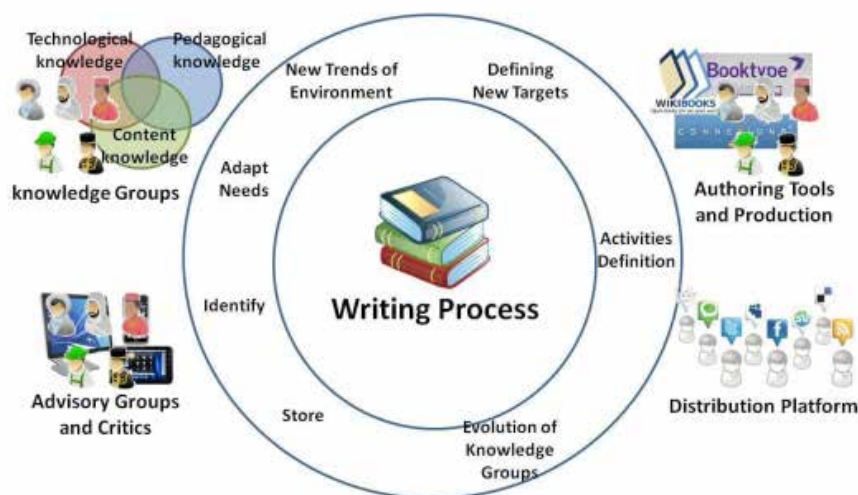 Technological
knowledge
Pedagogical
knowledge
Content
knowledge
knowledge Groups
New Trends of
Environment
Defining
New Targets
Booktype
WIKIBOOKS
Authoring Tools
and Production
Adapt
Needs
Activities
Definition
Identify
Writing Process
Advisory Groups
and Critics
Store
Evolution of
Knowledge
Groups
Distribution Platform